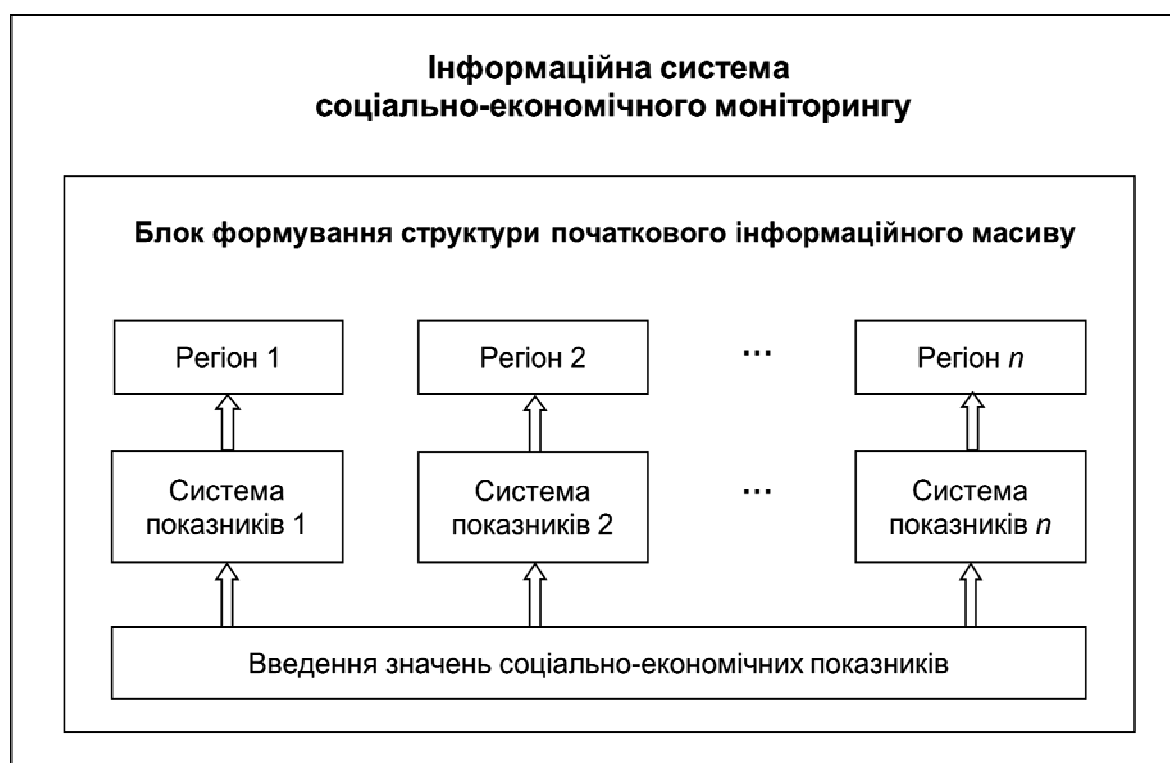 Інформаційна система
соціально-економічного моніторингу
Блок формування структури початкового інформаційного масиву
Регіон 1
Регіон 2
...
Регіон n
Система
показників 1
Система
показників 2
...
Система
показників n
Введення значень соціально-економічних показників